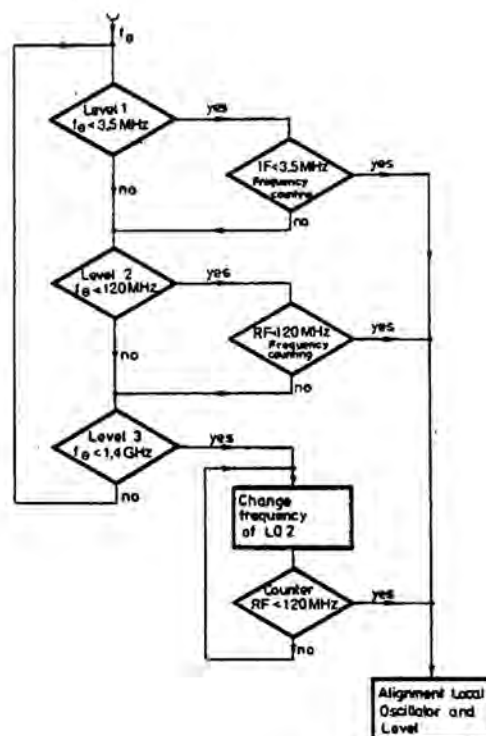 fe
Level 1
fe < 3,5 MHz
yes
no
IF < 3,5 MHz
Frequency
counting
yes
no
Level 2
fe < 120 MHz
yes
no
RF < 120 MHz
Frequency
counting
yes
no
Level 3
fe < 1,4 GHz
yes
no
Change
frequency
of LO 2
Counter
RF < 120 MHz
yes
no
Alignment Local
Oscillator and
Level